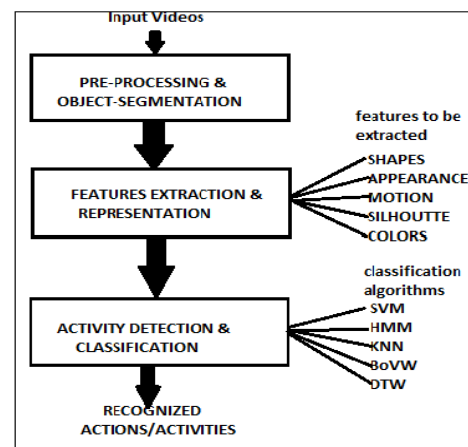 Input Videos
PRE-PROCESSING &
OBJECT-SEGMENTATION
features to be
extracted
SHAPES
APPEARANCE
MOTION
SILHOUTTE
COLORS
FEATURES EXTRACTION &
REPRESENTATION
classification
algorithms
SVM
HMM
KNN
BoVW
DTW
ACTIVITY DETECTION &
CLASSIFICATION
RECOGNIZED
ACTIONS/ACTIVITIES